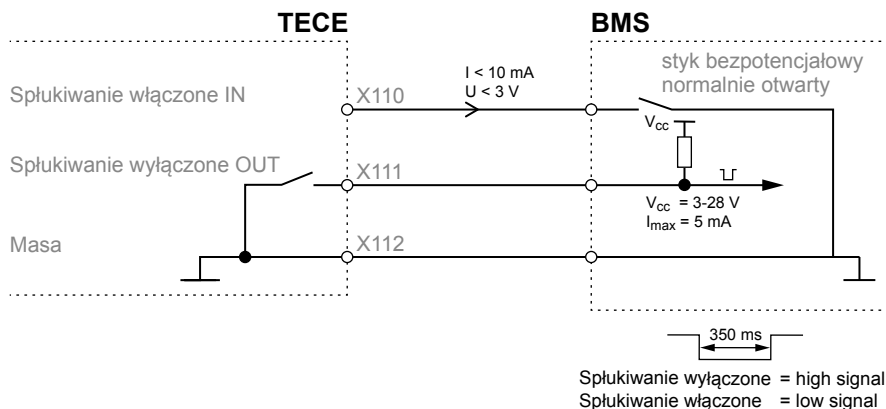 TECE
BMS
styk bezpotencjałowy
normalnie otwarty
I < 10 mA
U < 3 V
Spłukiwanie włączone IN
X110
Vcc
Spłukiwanie wyłączone OUT
X111
Vcc = 3-28 V
Imax = 5 mA
Masa
X112
350 ms
Spłukiwanie wyłączone = high signal
Spłukiwanie włączone = low signal